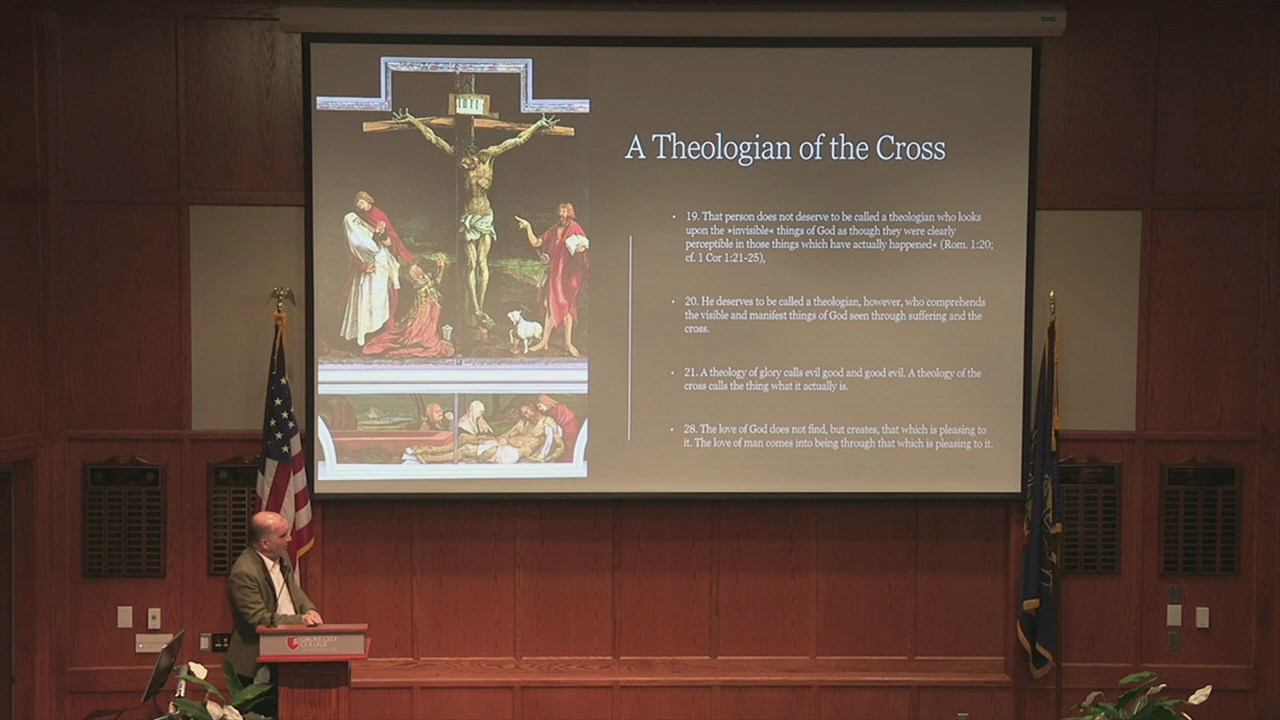 INRI
A Theologian of the Cross
• 19. That person does not deserve to be called a theologian who looks
upon the »invisible« things of God as though they were clearly
perceptible in those things which have actually happened« (Rom. 1:20;
cf. 1 Cor 1:21-25),
• 20. He deserves to be called a theologian, however, who comprehends
the visible and manifest things of God seen through suffering and the
cross.
• 21. A theology of glory calls evil good and good evil. A theology of the
cross calls the thing what it actually is.
• 28. The love of God does not find, but creates, that which is pleasing to
it. The love of man comes into being through that which is pleasing to it.
GROVE CITY
COLLEGE